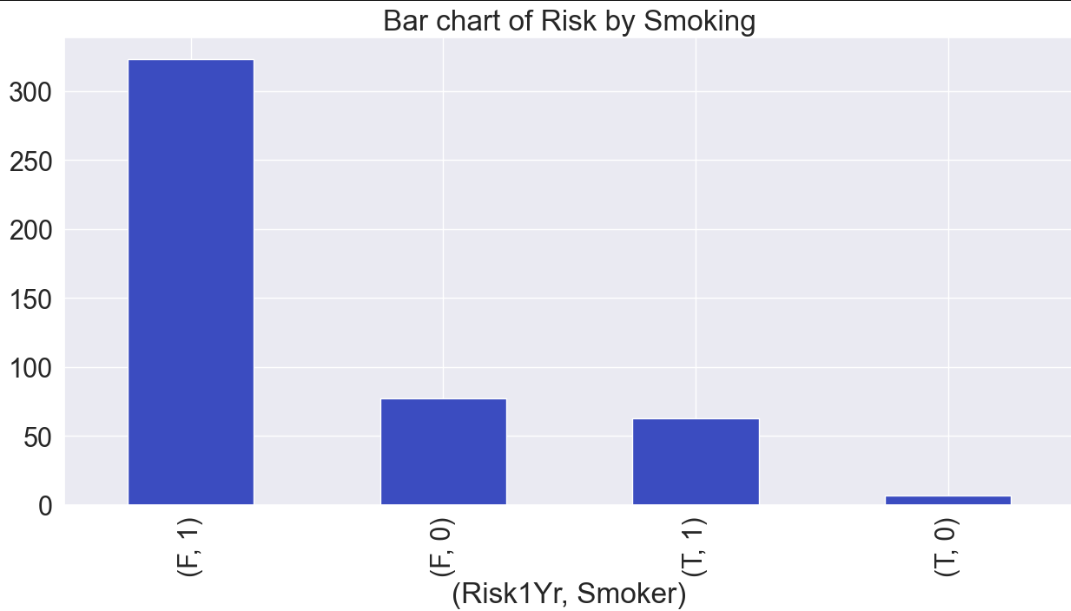 Bar chart of Risk by Smoking
300
250
200
150
100
50
0
(F, 1)
(F, 0)
(T, 1)
(T, 0)
(Risk1Yr, Smoker)